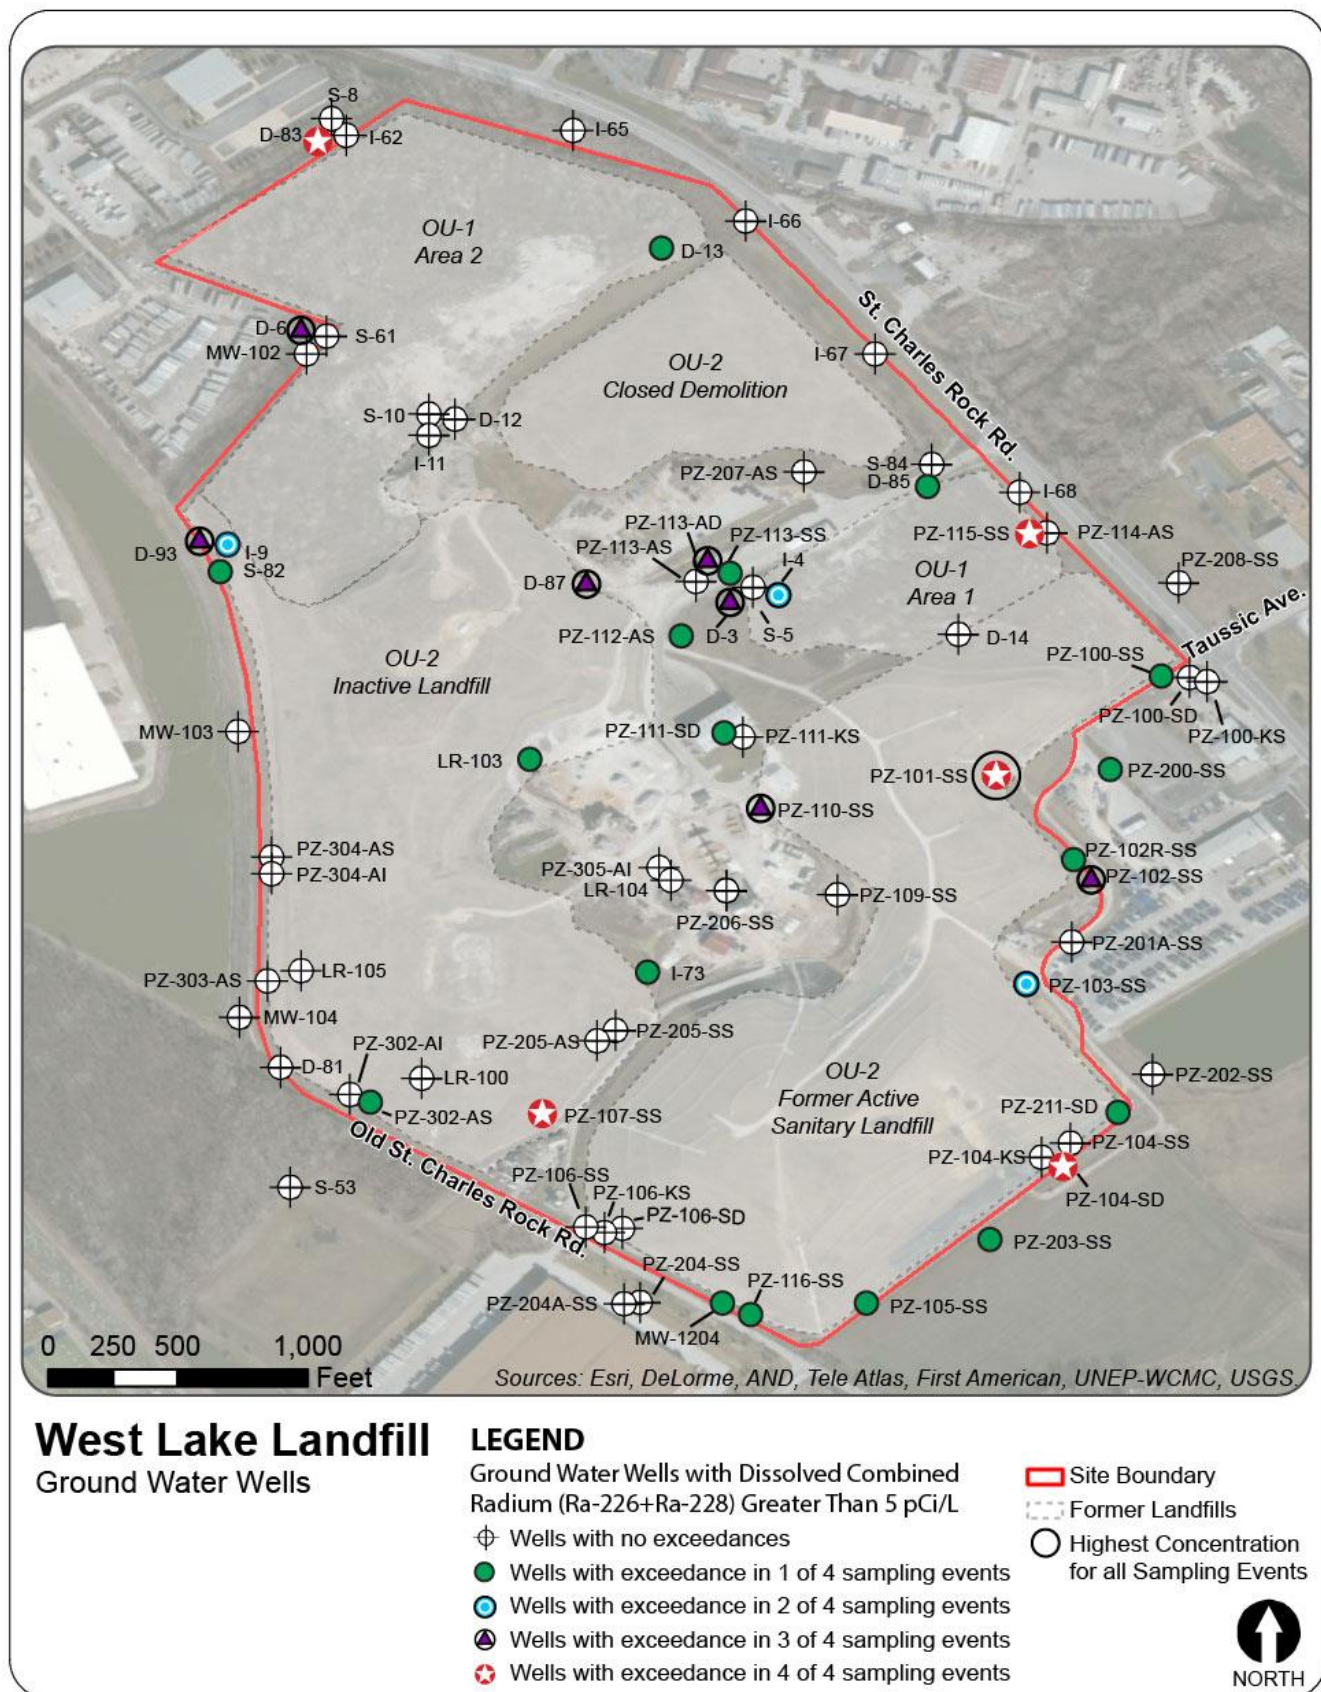 S-8
D-83
I-62
I-65
I-66
OU-1
Area 2
D-13
St. Charles Rock Rd.
D-6
S-61
MW-102
I-67
OU-2
Closed Demolition
S-10
D-12
I-11
PZ-207-AS
S-84
D-85
I-68
PZ-113-AD
PZ-113-SS
PZ-115-SS
PZ-114-AS
D-93
I-9
S-82
PZ-113-AS
I-4
D-87
PZ-208-SS
OU-1
Area 1
Taussic Ave.
PZ-112-AS
D-3
S-5
D-14
PZ-100-SS
OU-2
Inactive Landfill
PZ-100-SD
PZ-100-KS
MW-103
PZ-111-SD
PZ-111-KS
LR-103
PZ-101-SS
PZ-200-SS
PZ-110-SS
PZ-304-AS
PZ-304-AI
PZ-102R-SS
PZ-102-SS
PZ-305-AI
LR-104
PZ-206-SS
PZ-109-SS
PZ-201A-SS
PZ-303-AS
LR-105
I-73
PZ-103-SS
MW-104
PZ-205-SS
PZ-205-AS
PZ-302-AI
D-81
LR-100
PZ-202-SS
OU-2
Former Active
Sanitary Landfill
PZ-302-AS
PZ-107-SS
PZ-211-SD
PZ-104-SS
PZ-104-KS
PZ-104-SD
Old St. Charles Rock Rd.
S-53
PZ-106-SS
PZ-106-KS
PZ-106-SD
PZ-203-SS
PZ-204-SS
PZ-116-SS
PZ-204A-SS
MW-1204
PZ-105-SS
0 250 500 1,000
Feet
Sources: Esri, DeLorme, AND, Tele Atlas, First American, UNEP-WCMC, USGS.
West Lake Landfill
Ground Water Wells
LEGEND
Ground Water Wells with Dissolved Combined
Radium (Ra-226+Ra-228) Greater Than 5 pCi/L
Wells with no exceedances
Wells with exceedance in 1 of 4 sampling events
Wells with exceedance in 2 of 4 sampling events
Wells with exceedance in 3 of 4 sampling events
Wells with exceedance in 4 of 4 sampling events
Site Boundary
Former Landfills
Highest Concentration
for all Sampling Events
NORTH